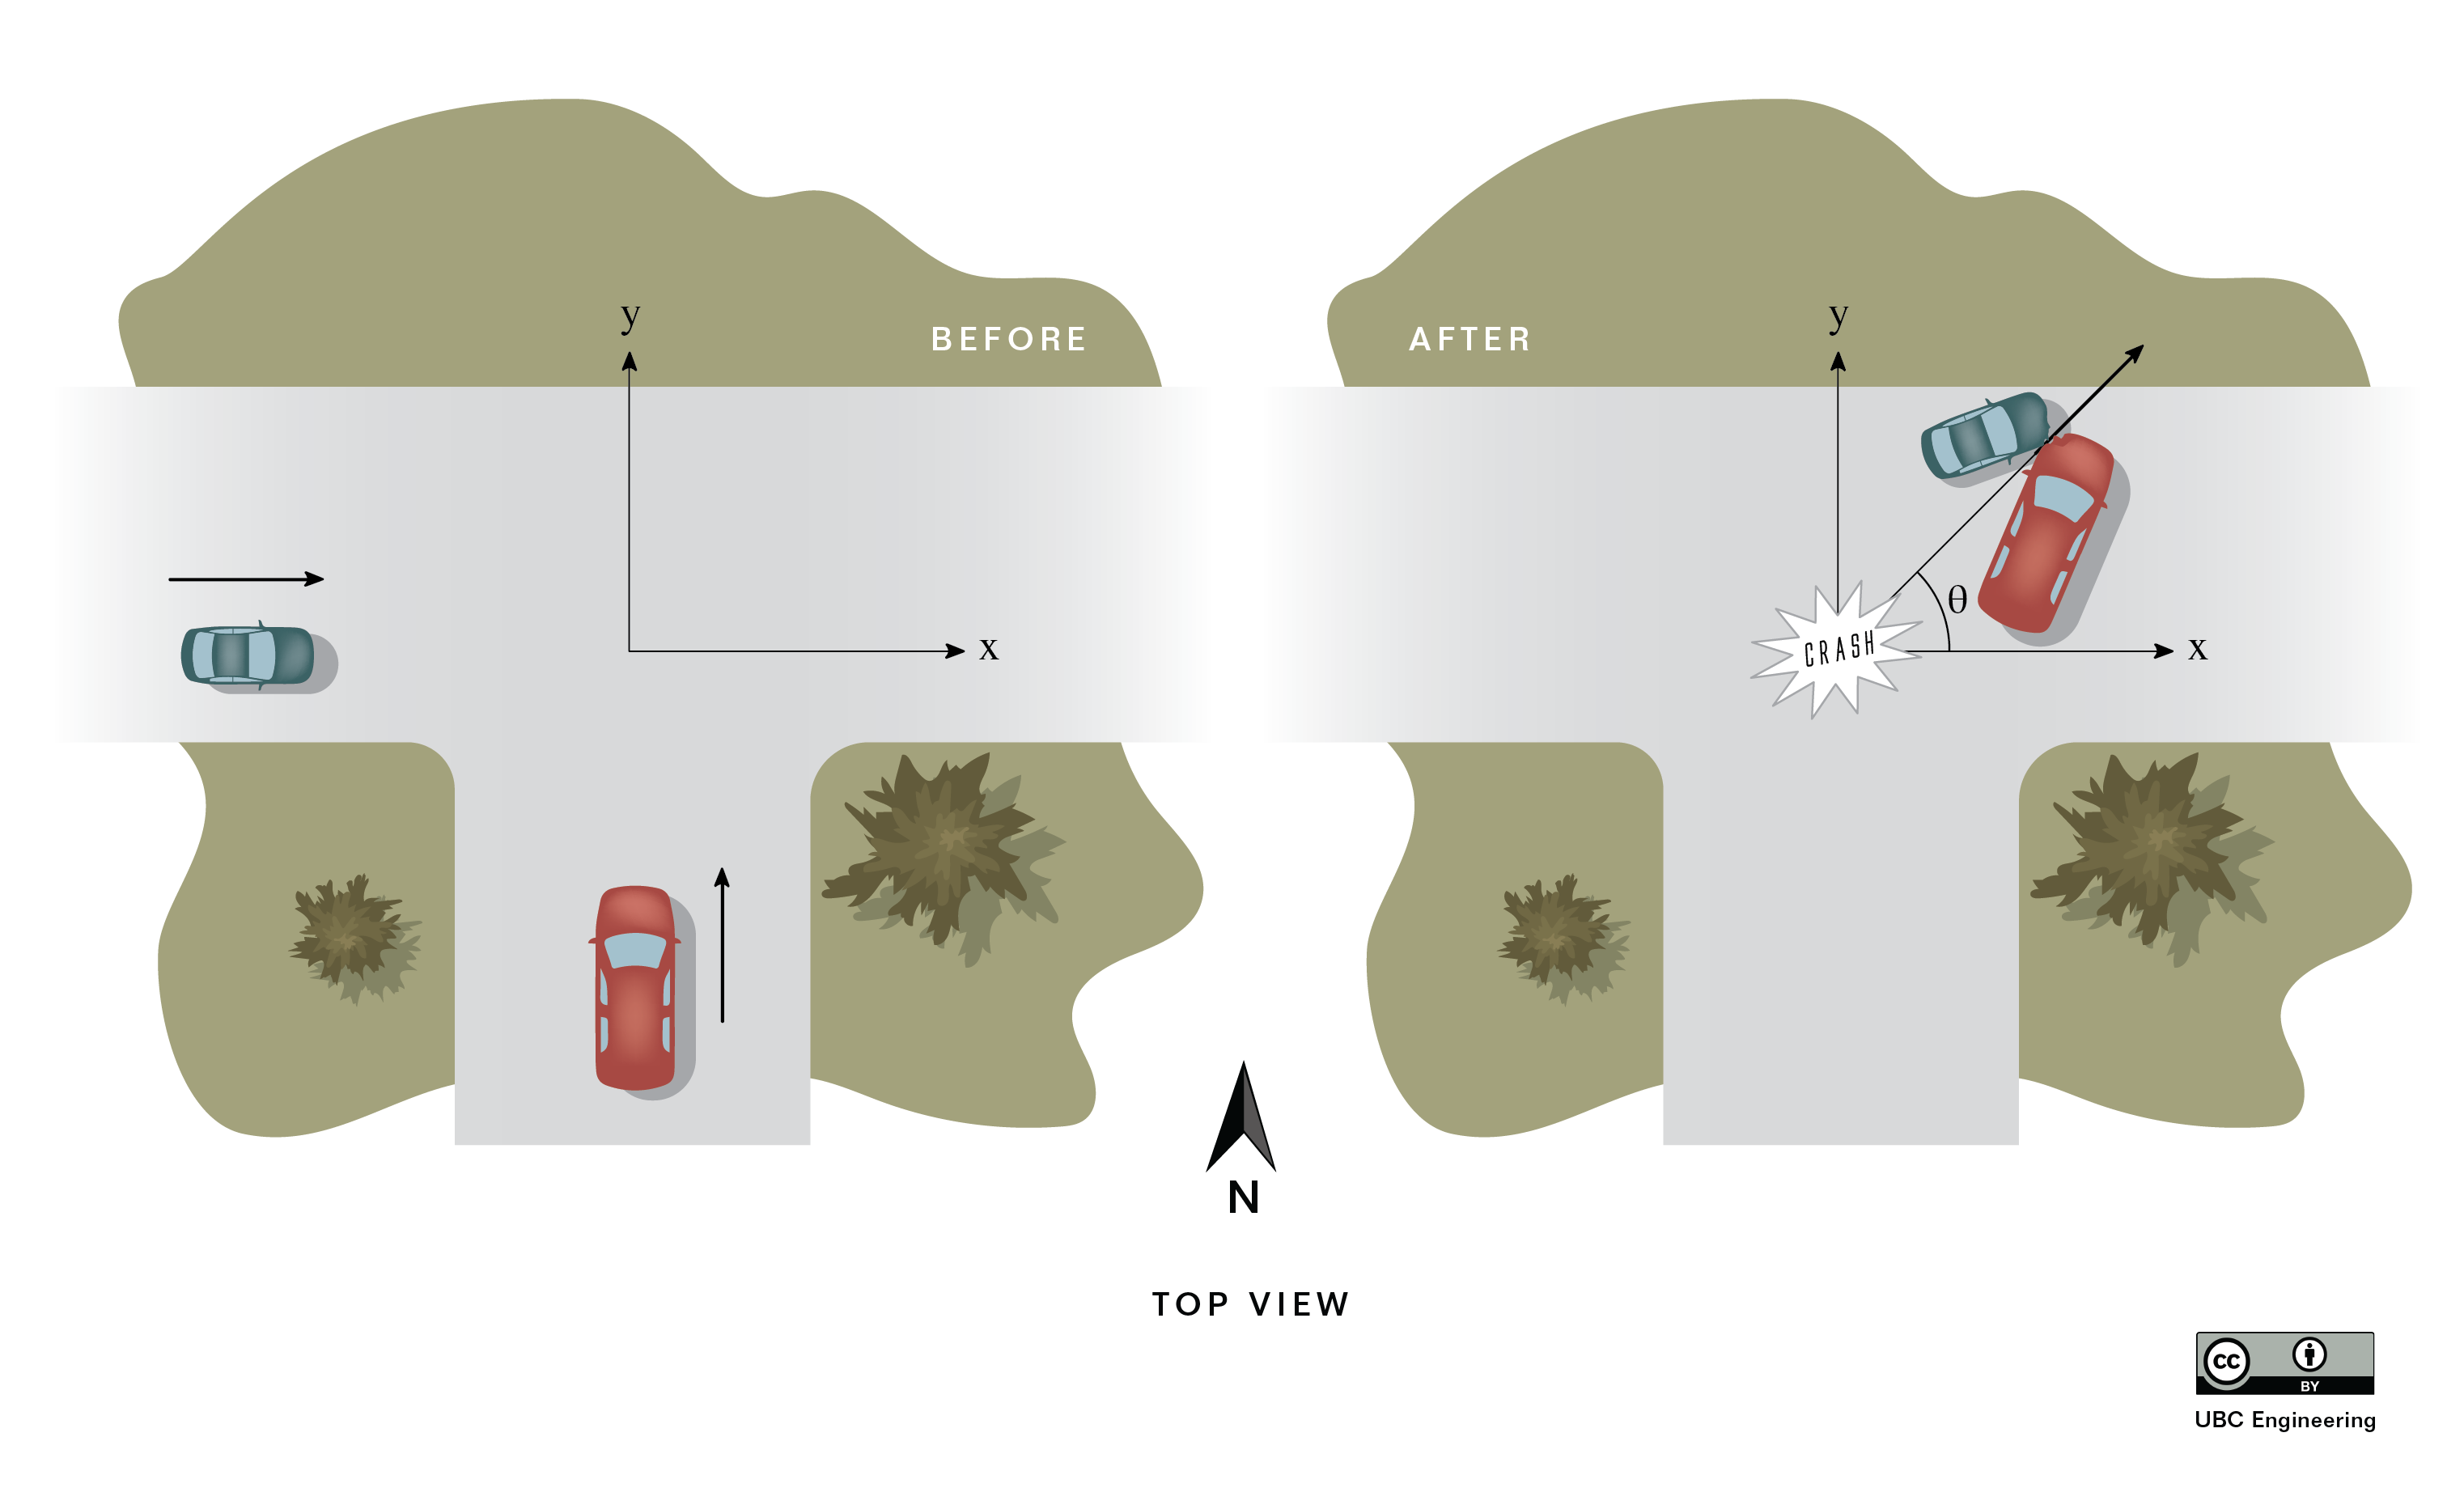 y
BEFORE
x
AFTER
y
θ
CRASH
x
N
TOP VIEW
CC
BY
UBC Engineering